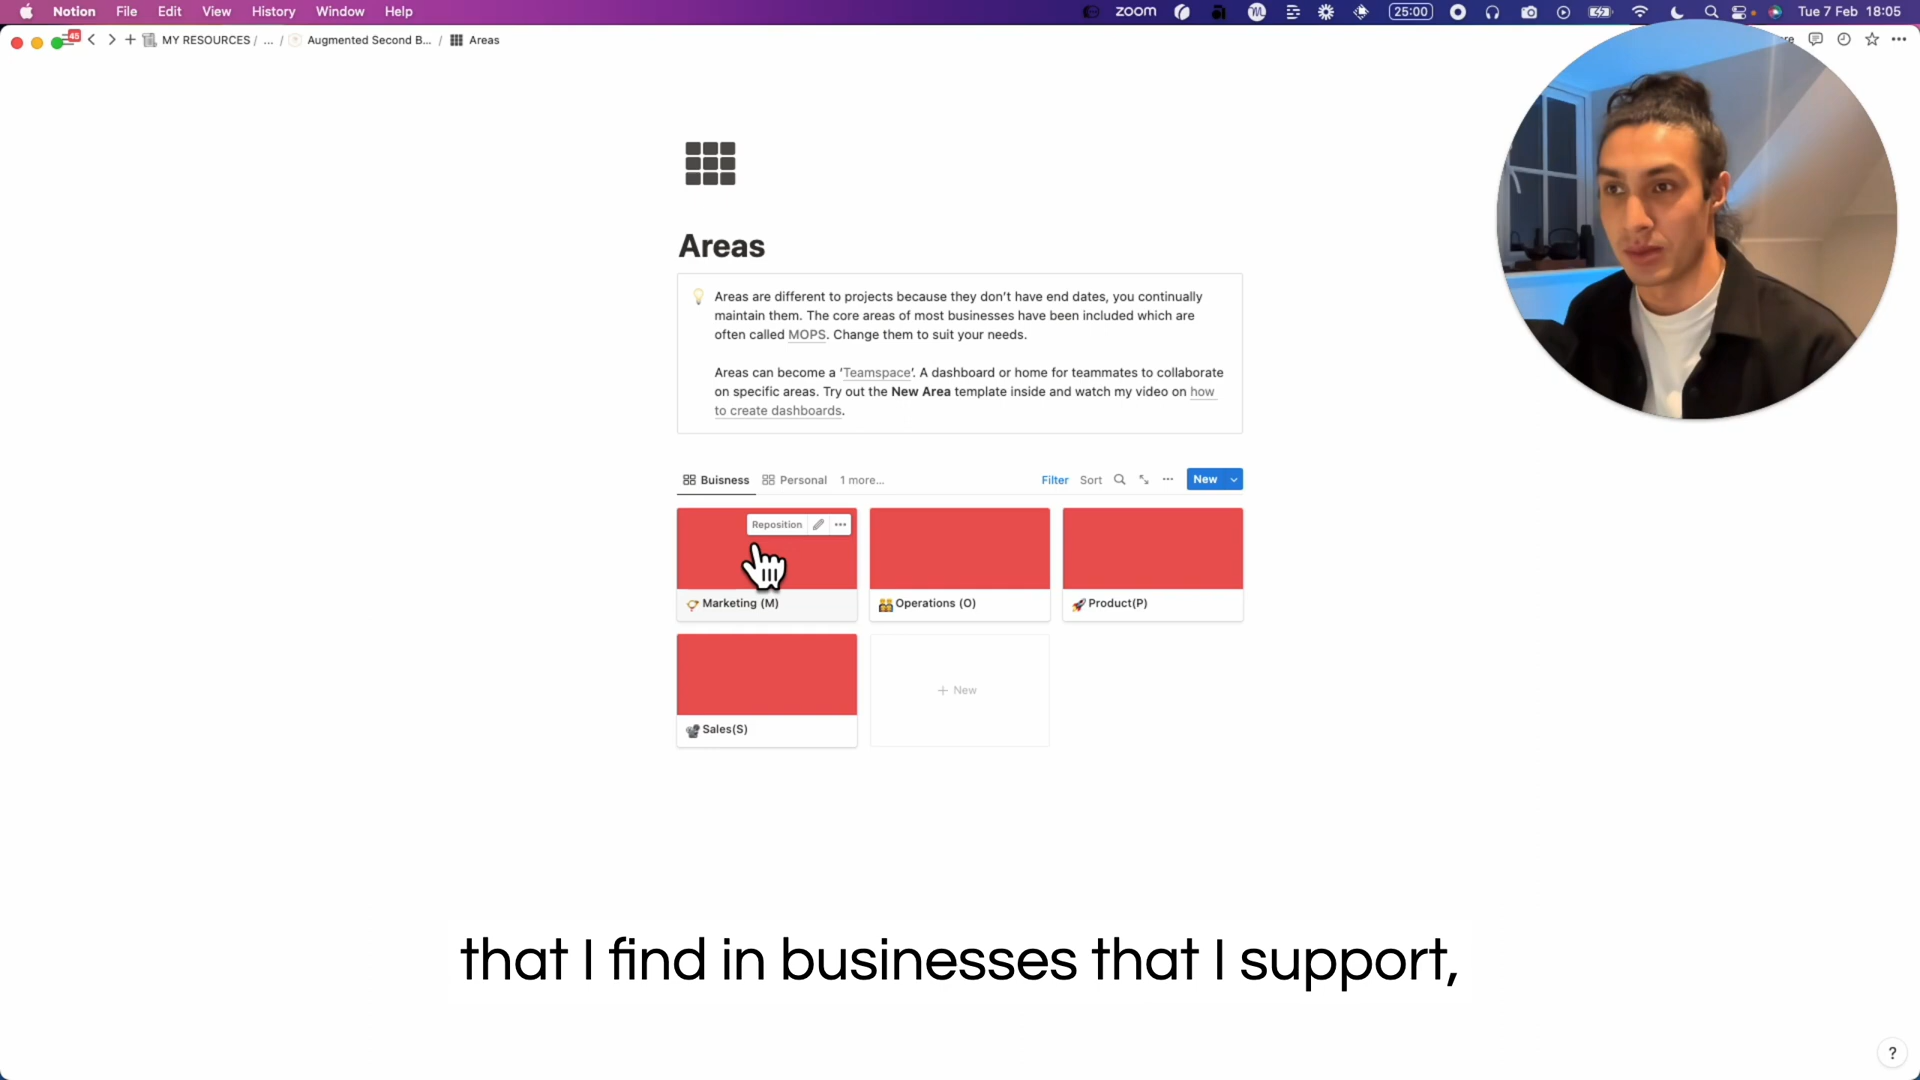 Notion File Edit View History Window Help zoom 25:00 Tue 7 Feb 18:05
45 MY RESOURCES / ... / Augmented Second B... / Areas
Areas
Areas are different to projects because they don't have end dates, you continually
maintain them. The core areas of most businesses have been included which are
often called MOPS. Change them to suit your needs.
Areas can become a 'Teamspace'. A dashboard or home for teammates to collaborate
on specific areas. Try out the New Area template inside and watch my video on how
to create dashboards.
Buisness Personal 1 more... Filter Sort New
Reposition
Marketing (M) Operations (O) Product(P)
+ New
Sales(S)
that I find in businesses that I support,
?